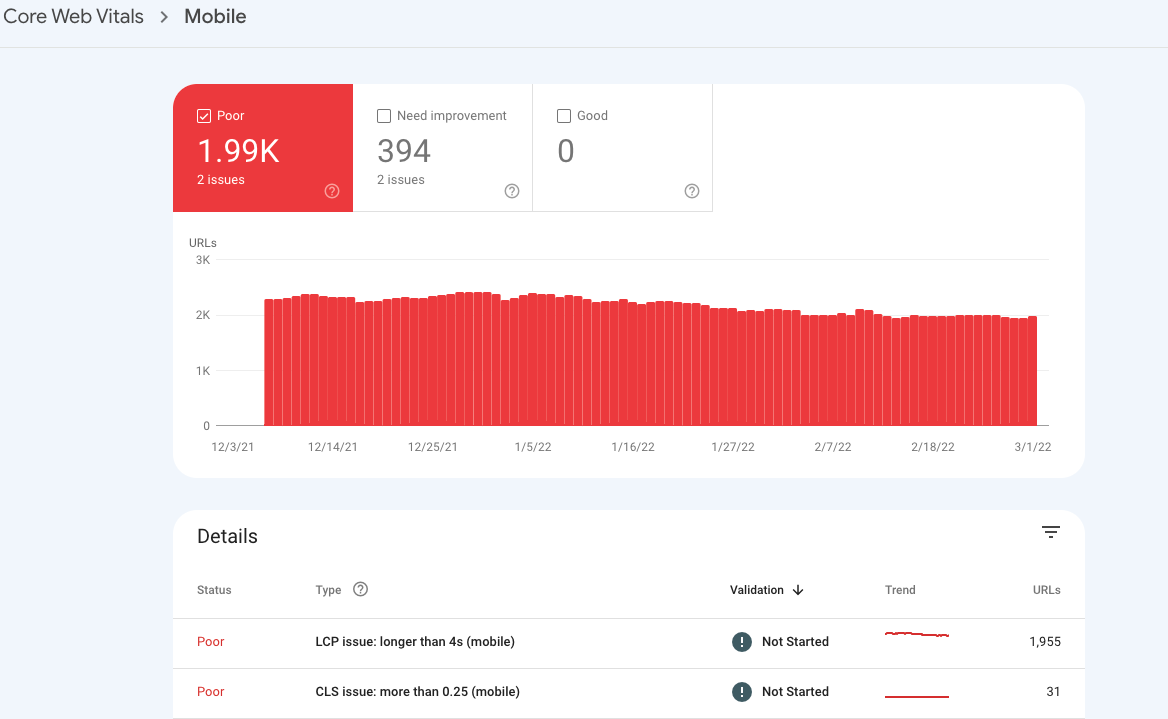 Core Web Vitals > Mobile
Poor
1.99K
2 issues
Need improvement
394
2 issues
Good
0
URLs
3K
2K
1K
0
12/3/21 12/14/21 12/25/21 1/5/22 1/16/22 1/27/22 2/7/22 2/18/22 3/1/22
Details
Status Type Validation Trend URLs
Poor LCP issue: longer than 4s (mobile) Not Started 1,955
Poor CLS issue: more than 0.25 (mobile) Not Started 31